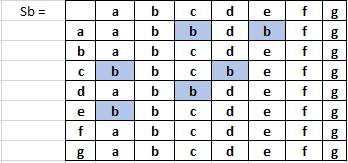 Sb = a b c d e f g
a a b b d b f g
b a b c d e f g
c b b c b e f g
d a b b d e f g
e b b c d e f g
f a b c d e f g
g a b c d e f g